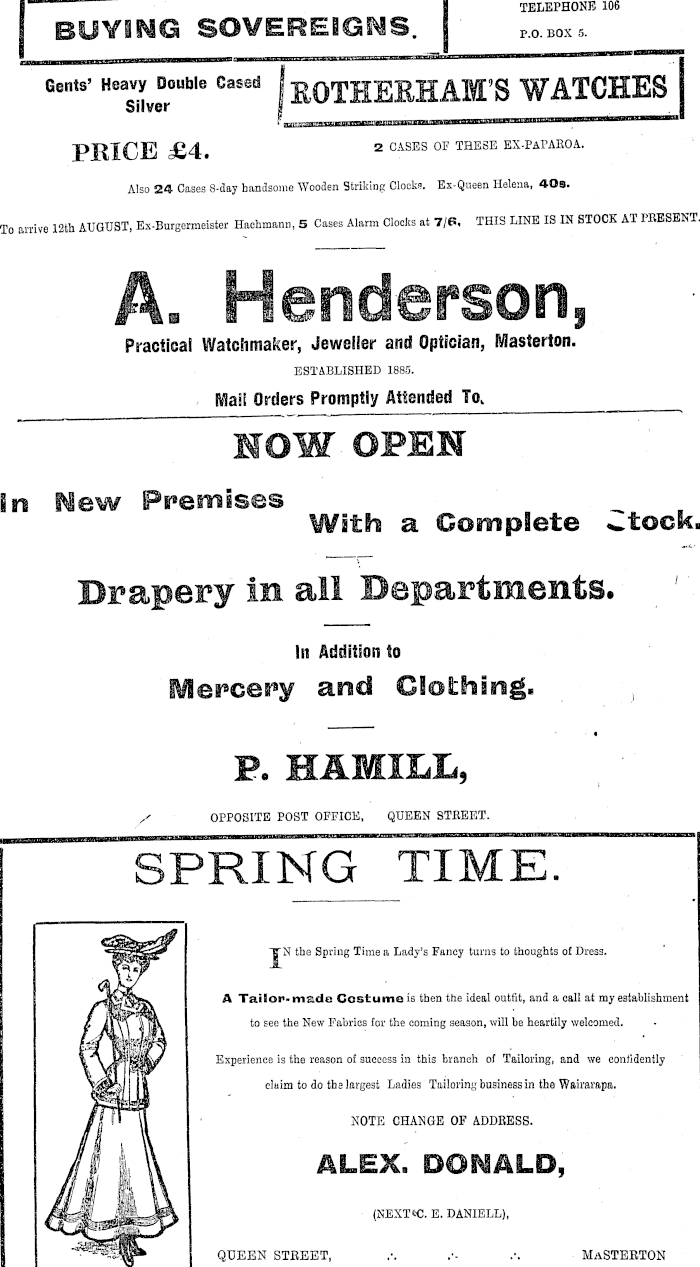 BUYING SOVEREIGNS.
TELEPHONE 106
P.O. BOX 5.
Gents' Heavy Double Cased
Silver
PRICE £4.
ROTHERHAM'S WATCHES
2 CASES OF THESE EX-PAPAROA.
Also 24 Cases 8-day handsome Wooden Striking Clocks. Ex-Queen Helena, 40s.
To arrive 12th AUGUST, Ex-Burgermeister Hachmann, 5 Cases Alarm Clocks at 7/6. THIS LINE IS IN STOCK AT PRESENT.
A. Henderson,
Practical Watchmaker, Jeweller and Optician, Masterton.
ESTABLISHED 1885.
Mail Orders Promptly Attended To.
NOW OPEN
In New Premises
With a Complete Stock.
Drapery in all Departments.
In Addition to
Mercery and Clothing.
P. HAMILL,
OPPOSITE POST OFFICE, QUEEN STREET.
SPRING TIME.
IN the Spring Time a Lady's Fancy turns to thoughts of Dress.
A Tailor-made Costume is then the ideal outfit, and a call at my establishment
to see the New Fabrics for the coming season, will be heartily welcomed.
Experience is the reason of success in this branch of Tailoring, and we confidently
claim to do the largest Ladies Tailoring business in the Wairarapa.
NOTE CHANGE OF ADDRESS.
ALEX. DONALD,
(NEXT C. E. DANIELL),
QUEEN STREET, ∴ ∴ ∴ MASTERTON